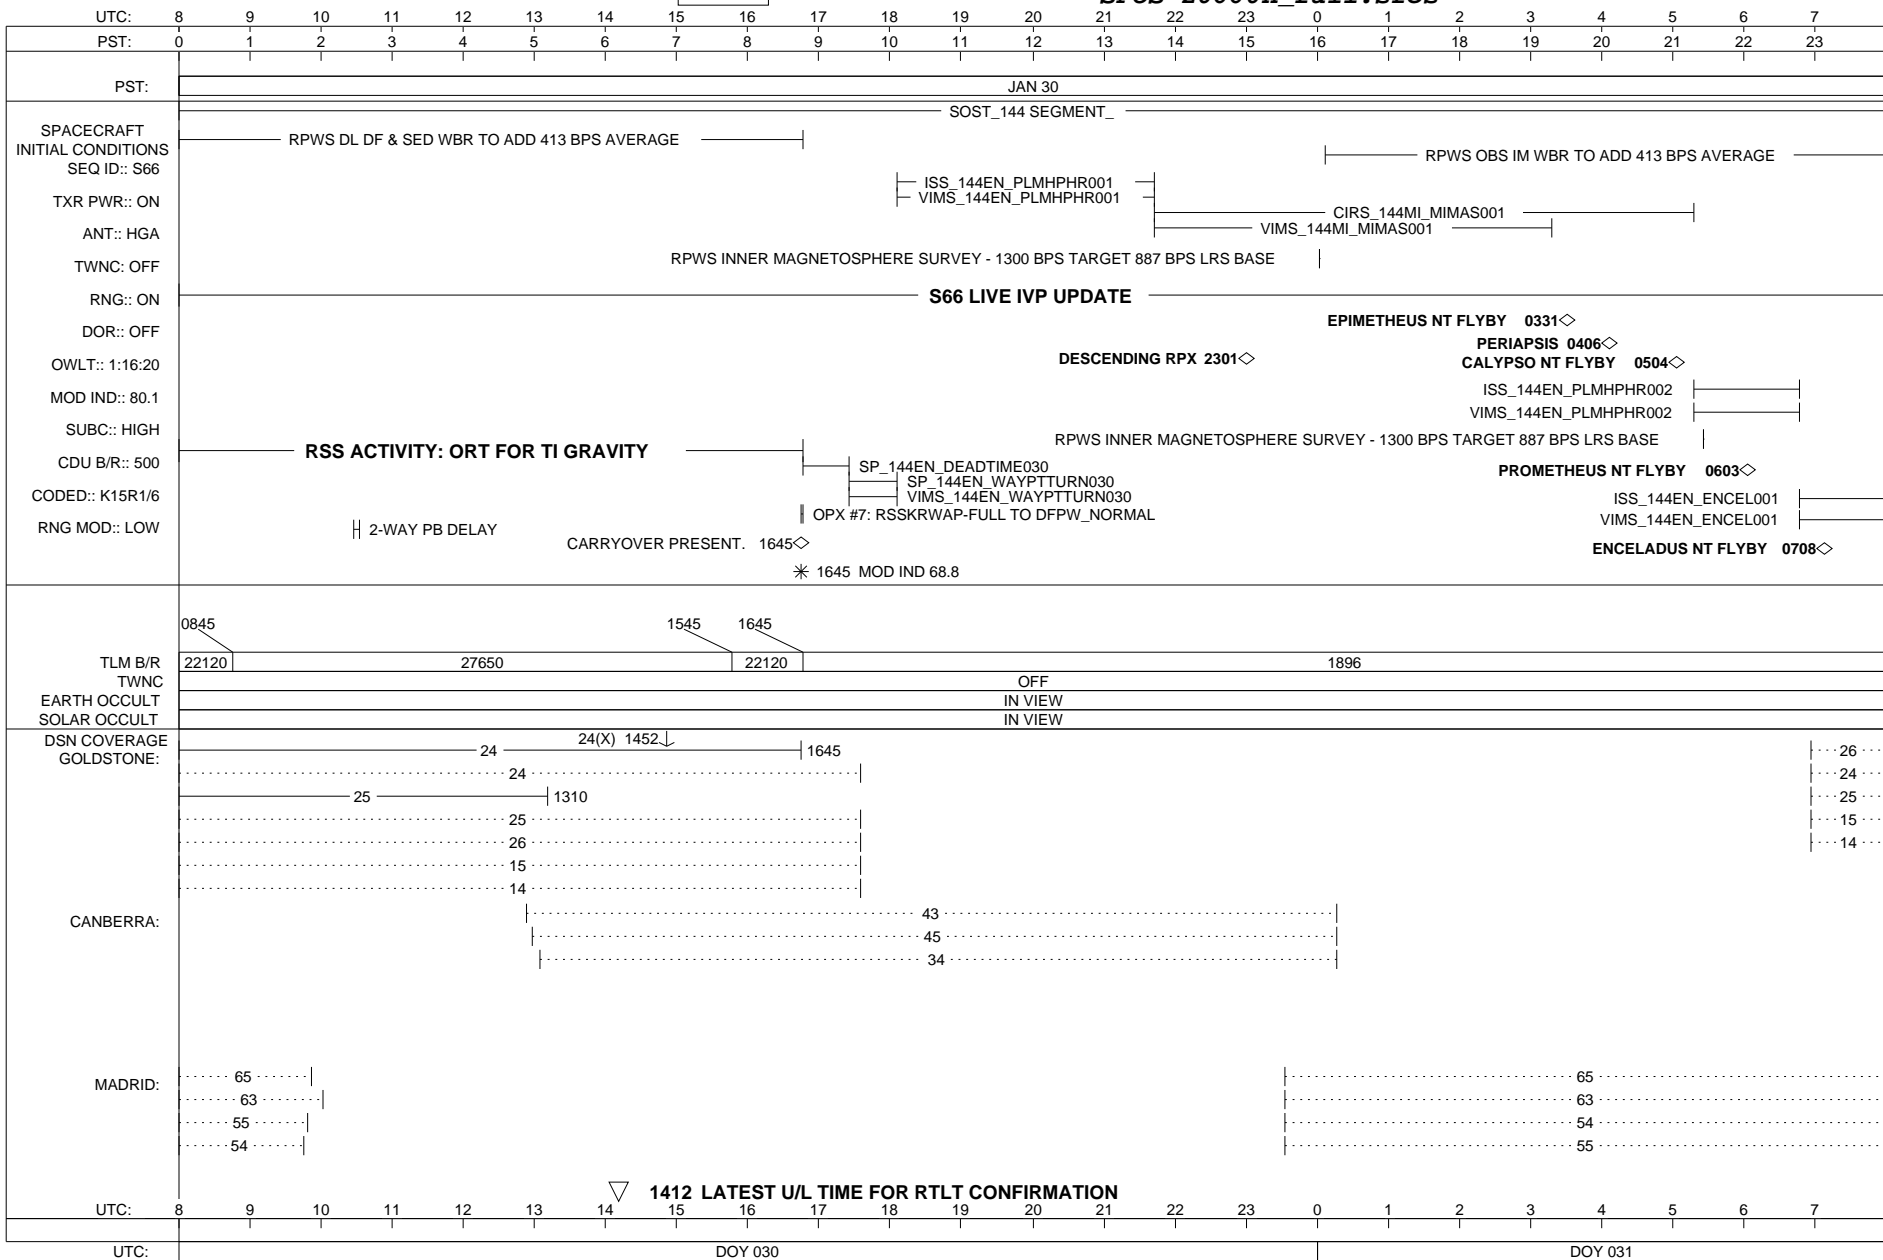 UTC: 8 9 10 11 12 13 14 15 16 17 18 19 20 21 22 23 0 1 2 3 4 5 6 7
PST: 0 1 2 3 4 5 6 7 8 9 10 11 12 13 14 15 16 17 18 19 20 21 22 23
PST: JAN 30
SOST_144 SEGMENT_
SPACECRAFT
INITIAL CONDITIONS
RPWS DL DF & SED WBR TO ADD 413 BPS AVERAGE
RPWS OBS IM WBR TO ADD 413 BPS AVERAGE
SEQ ID:: S66
ISS_144EN_PLMHPHR001
VIMS_144EN_PLMHPHR001
TXR PWR:: ON
CIRS_144MI_MIMAS001
VIMS_144MI_MIMAS001
ANT:: HGA
RPWS INNER MAGNETOSPHERE SURVEY - 1300 BPS TARGET 887 BPS LRS BASE
TWNC: OFF
S66 LIVE IVP UPDATE
RNG:: ON
EPIMETHEUS NT FLYBY 0331
DOR:: OFF
PERIAPSIS 0406
DESCENDING RPX 2301
CALYPSO NT FLYBY 0504
OWLT:: 1:16:20
ISS_144EN_PLMHPHR002
MOD IND:: 80.1
VIMS_144EN_PLMHPHR002
SUBC:: HIGH
RPWS INNER MAGNETOSPHERE SURVEY - 1300 BPS TARGET 887 BPS LRS BASE
RSS ACTIVITY: ORT FOR TI GRAVITY
CDU B/R:: 500
SP_144EN_DEADTIME030
PROMETHEUS NT FLYBY 0603
SP_144EN_WAYPTTURN030
CODED:: K15R1/6
VIMS_144EN_WAYPTTURN030
ISS_144EN_ENCEL001
OPX #7: RSSKRWAP-FULL TO DFPW_NORMAL
VIMS_144EN_ENCEL001
RNG MOD:: LOW
2-WAY PB DELAY
CARRYOVER PRESENT. 1645
ENCELADUS NT FLYBY 0708
1645 MOD IND 68.8
0845 1545 1645
TLM B/R 22120 27650 22120 1896
TWNC OFF
EARTH OCCULT IN VIEW
SOLAR OCCULT IN VIEW
DSN COVERAGE
24(X) 1452
GOLDSTONE:
24 1645 26
24 24
25 1310 25
25 15
26 14
15
14
CANBERRA:
43
45
34
MADRID:
65 65
63 63
55 54
54 55
1412 LATEST U/L TIME FOR RTLT CONFIRMATION
UTC: 8 9 10 11 12 13 14 15 16 17 18 19 20 21 22 23 0 1 2 3 4 5 6 7
UTC: DOY 030 DOY 031